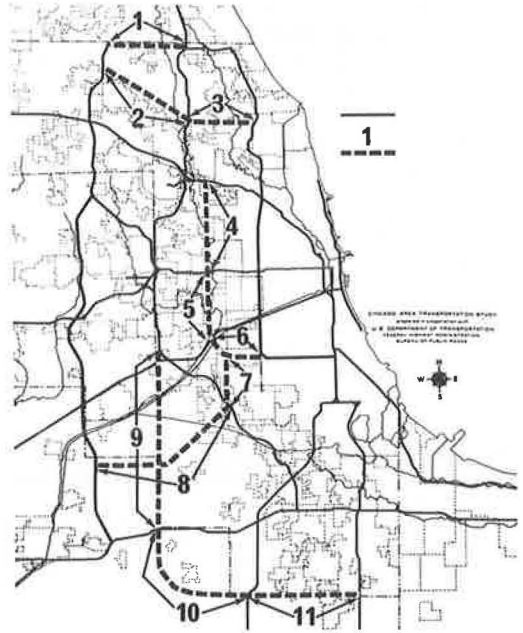 1
2
3
1
4
5
6
CHICAGO AREA TRANSPORTATION STUDY
U.S. DEPARTMENT OF TRANSPORTATION
FEDERAL HIGHWAY ADMINISTRATION
BUREAU OF PUBLIC ROADS
N
W E
S
7
9
8
10
11